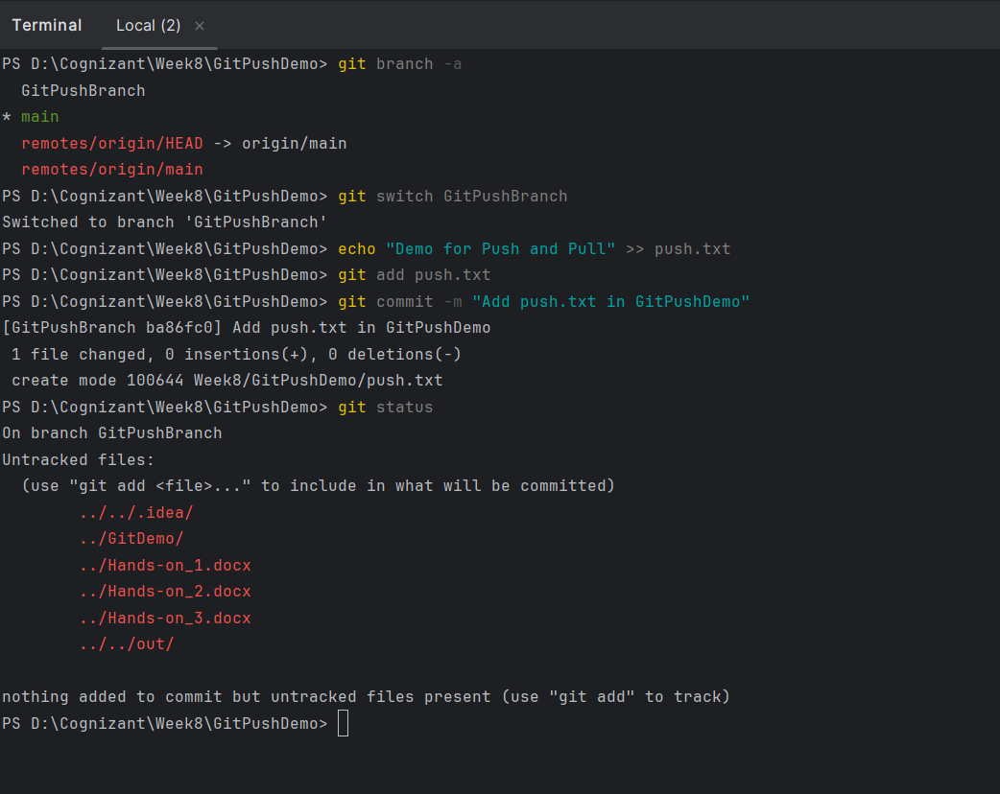 Terminal Local (2) ×
PS D:\Cognizant\Week8\GitPushDemo> git branch -a
  GitPushBranch
* main
  remotes/origin/HEAD -> origin/main
  remotes/origin/main
PS D:\Cognizant\Week8\GitPushDemo> git switch GitPushBranch
Switched to branch 'GitPushBranch'
PS D:\Cognizant\Week8\GitPushDemo> echo "Demo for Push and Pull" >> push.txt
PS D:\Cognizant\Week8\GitPushDemo> git add push.txt
PS D:\Cognizant\Week8\GitPushDemo> git commit -m "Add push.txt in GitPushDemo"
[GitPushBranch ba86fc0] Add push.txt in GitPushDemo
 1 file changed, 0 insertions(+), 0 deletions(-)
 create mode 100644 Week8/GitPushDemo/push.txt
PS D:\Cognizant\Week8\GitPushDemo> git status
On branch GitPushBranch
Untracked files:
  (use "git add <file>..." to include in what will be committed)
        ../../.idea/
        ../GitDemo/
        ../Hands-on_1.docx
        ../Hands-on_2.docx
        ../Hands-on_3.docx
        ../../out/
nothing added to commit but untracked files present (use "git add" to track)
PS D:\Cognizant\Week8\GitPushDemo>